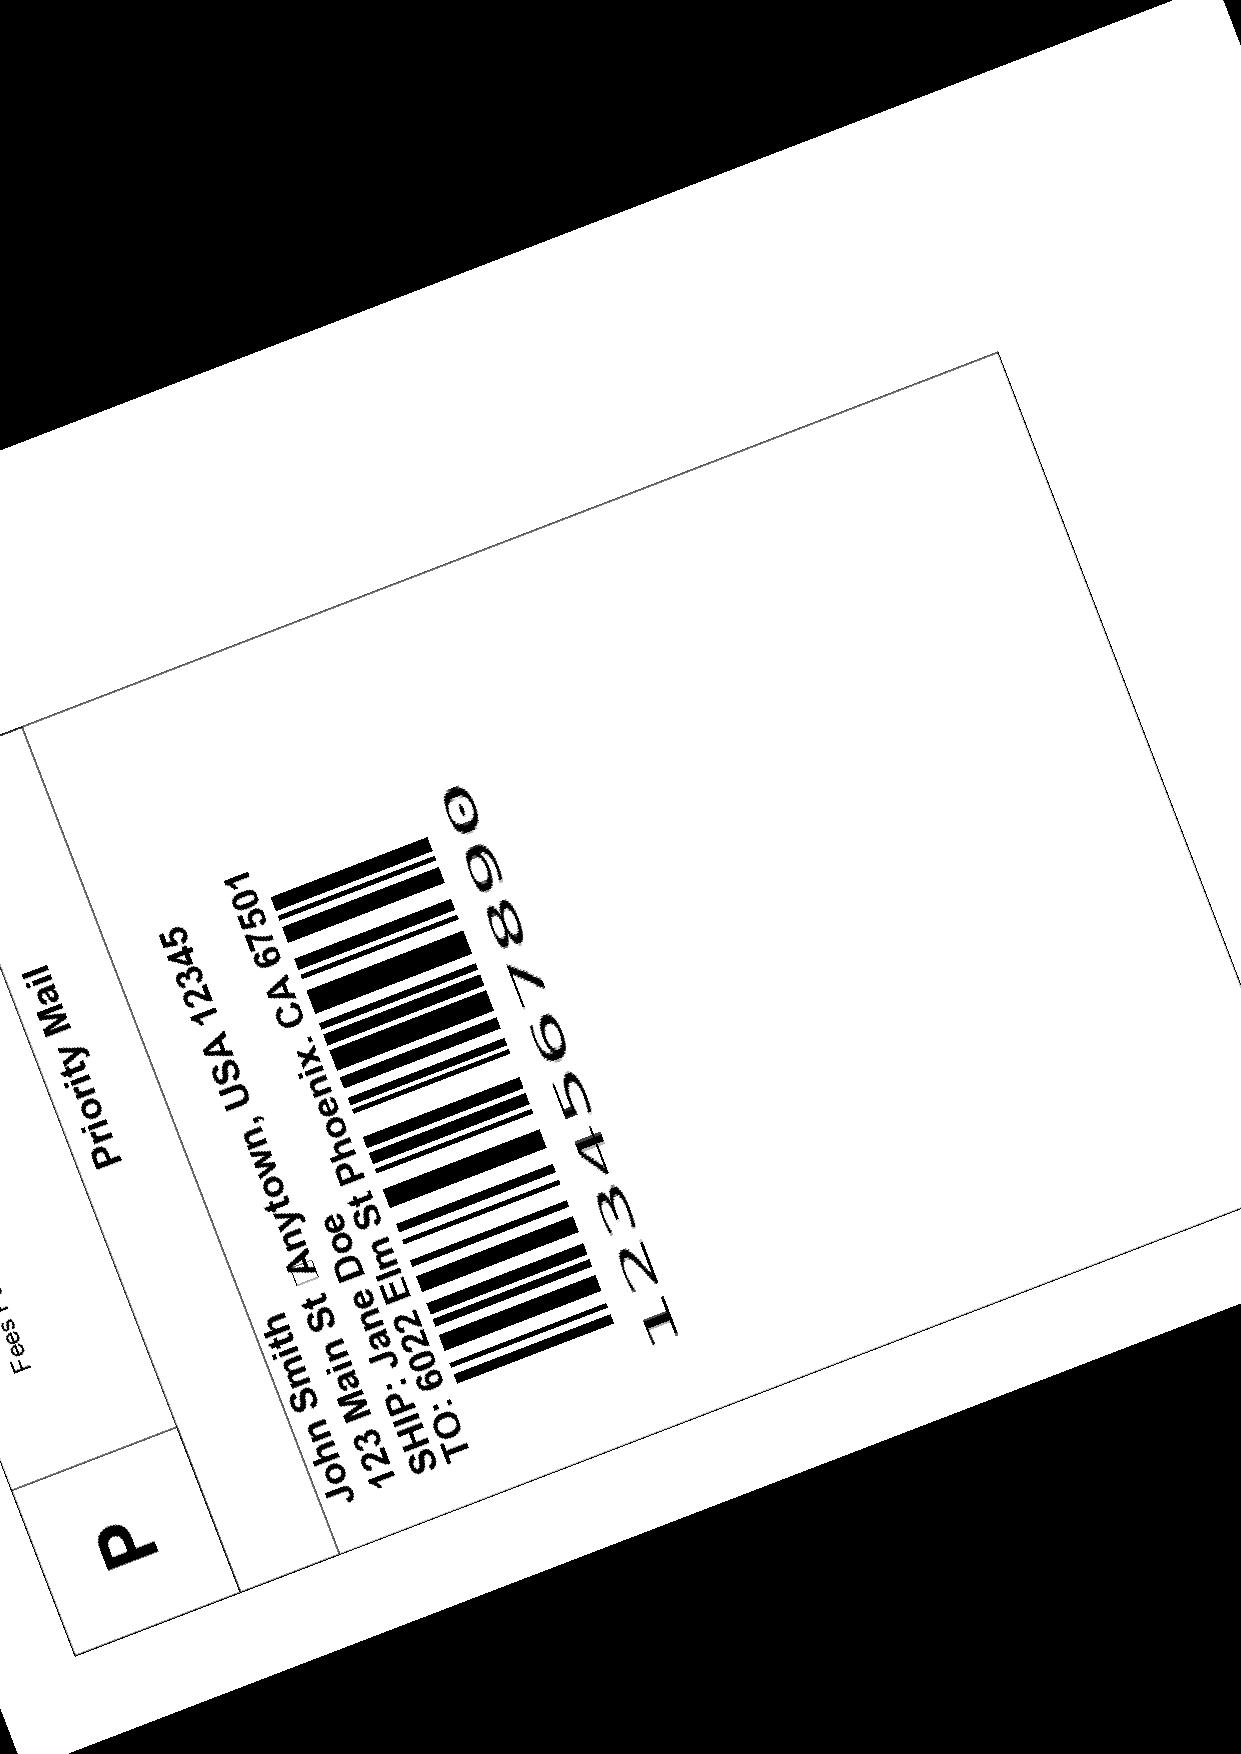 P
Fees
Priority Mail
John Smith
123 Main St Anytown, USA 12345
SHIP: Jane Doe
TO: 6022 Elm St Phoenix. CA 67501
1234567890